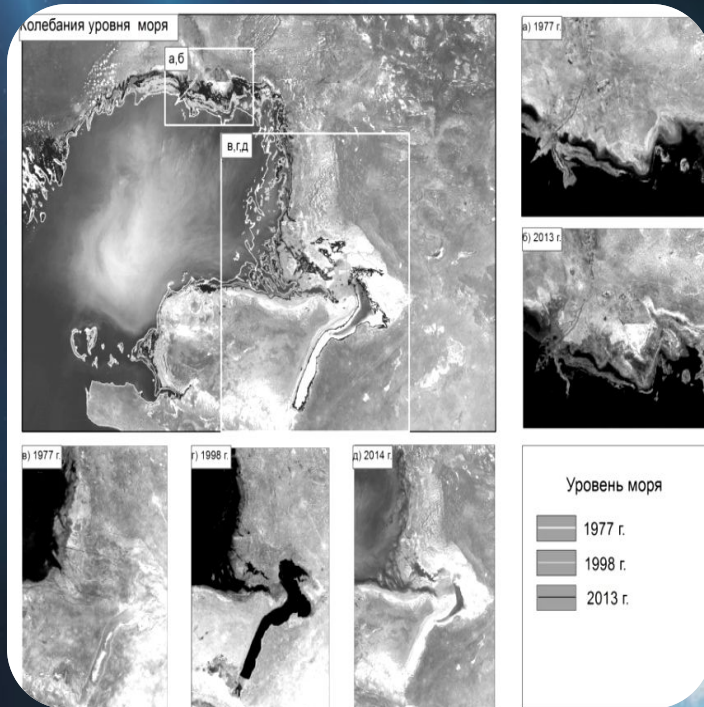 Колебания уровня моря
а,б
в,г,д
а) 1977 г.
б) 2013 г.
в) 1977 г.
г) 1998 г.
д) 2014 г.
Уровень моря
1977 г.
1998 г.
2013 г.